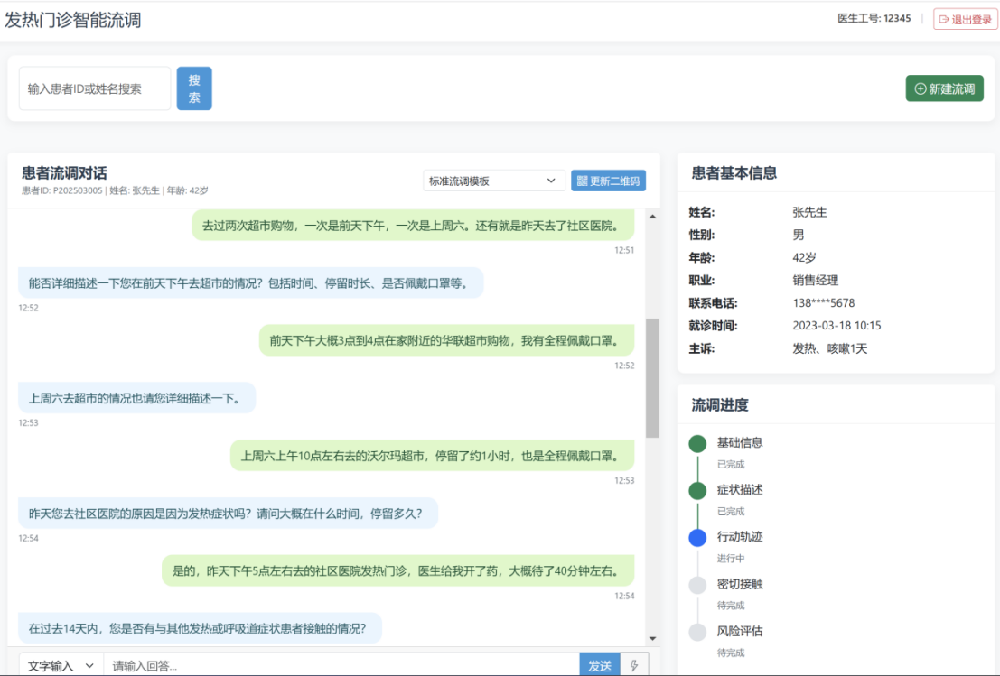 发热门诊智能流调
医生工号: 12345
退出登录
输入患者ID或姓名搜索
搜
索
新建流调
患者流调对话
患者ID: P202503005 | 姓名: 张先生 | 年龄: 42岁
标准流调模板
更新二维码
去过两次超市购物，一次是前天下午，一次是上周六。还有就是昨天去了社区医院。
12:51
能否详细描述一下您在前天下午去超市的情况？包括时间、停留时长、是否佩戴口罩等。
12:52
前天下午大概3点到4点在家附近的华联超市购物，我有全程佩戴口罩。
12:52
上周六去超市的情况也请您详细描述一下。
12:53
上周六上午10点左右去的沃尔玛超市，停留了约1小时，也是全程佩戴口罩。
12:53
昨天您去社区医院的原因是因为发热症状吗？请问大概在什么时间，停留多久？
12:54
是的，昨天下午5点左右去的社区医院发热门诊，医生给我开了药，大概待了40分钟左右。
12:54
在过去14天内，您是否有与其他发热或呼吸道症状患者接触的情况？
文字输入
请输入回答...
发送
患者基本信息
姓名: 张先生
性别: 男
年龄: 42岁
职业: 销售经理
联系电话: 138****5678
就诊时间: 2023-03-18 10:15
主诉: 发热、咳嗽1天
流调进度
基础信息
已完成
症状描述
已完成
行动轨迹
进行中
密切接触
待完成
风险评估
待完成